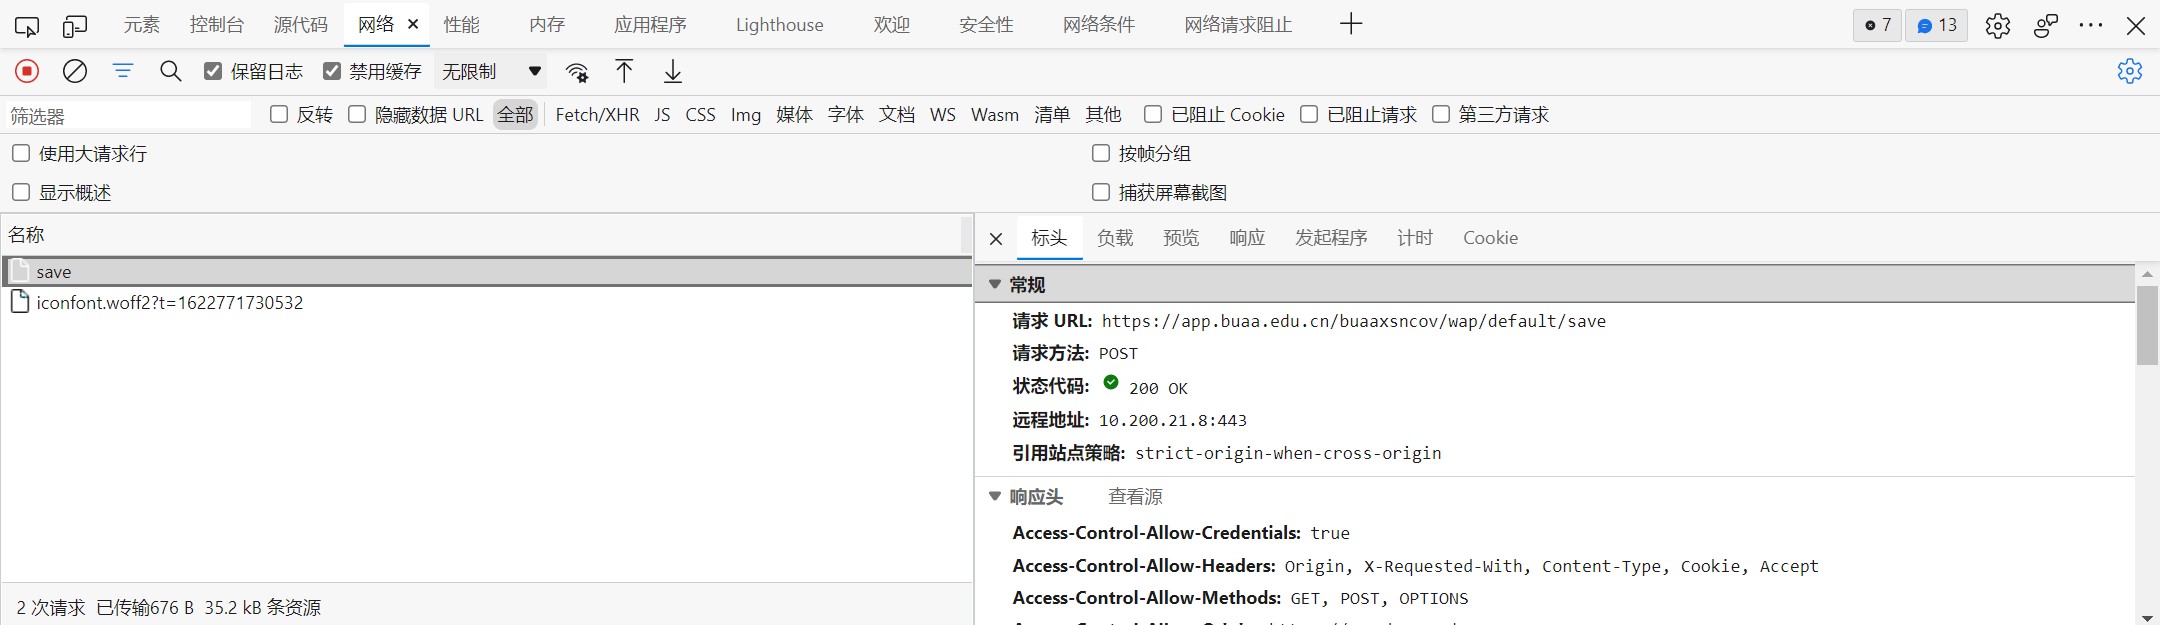 元素 控制台 源代码 网络 性能 内存 应用程序 Lighthouse 欢迎 安全性 网络条件 网络请求阻止 7 13
保留日志 禁用缓存 无限制
筛选器 反转 隐藏数据 URL 全部 Fetch/XHR JS CSS Img 媒体 字体 文档 WS Wasm 清单 其他 已阻止 Cookie 已阻止请求 第三方请求
使用大请求行 按帧分组
显示概述 捕获屏幕截图
名称
save
iconfont.woff2?t=1622771730532
2 次请求 已传输676 B 35.2 kB 条资源
标头 负载 预览 响应 发起程序 计时 Cookie
常规
请求 URL: https://app.buaa.edu.cn/buaaxsncov/wap/default/save
请求方法: POST
状态代码: 200 OK
远程地址: 10.200.21.8:443
引用站点策略: strict-origin-when-cross-origin
响应头 查看源
Access-Control-Allow-Credentials: true
Access-Control-Allow-Headers: Origin, X-Requested-With, Content-Type, Cookie, Accept
Access-Control-Allow-Methods: GET, POST, OPTIONS